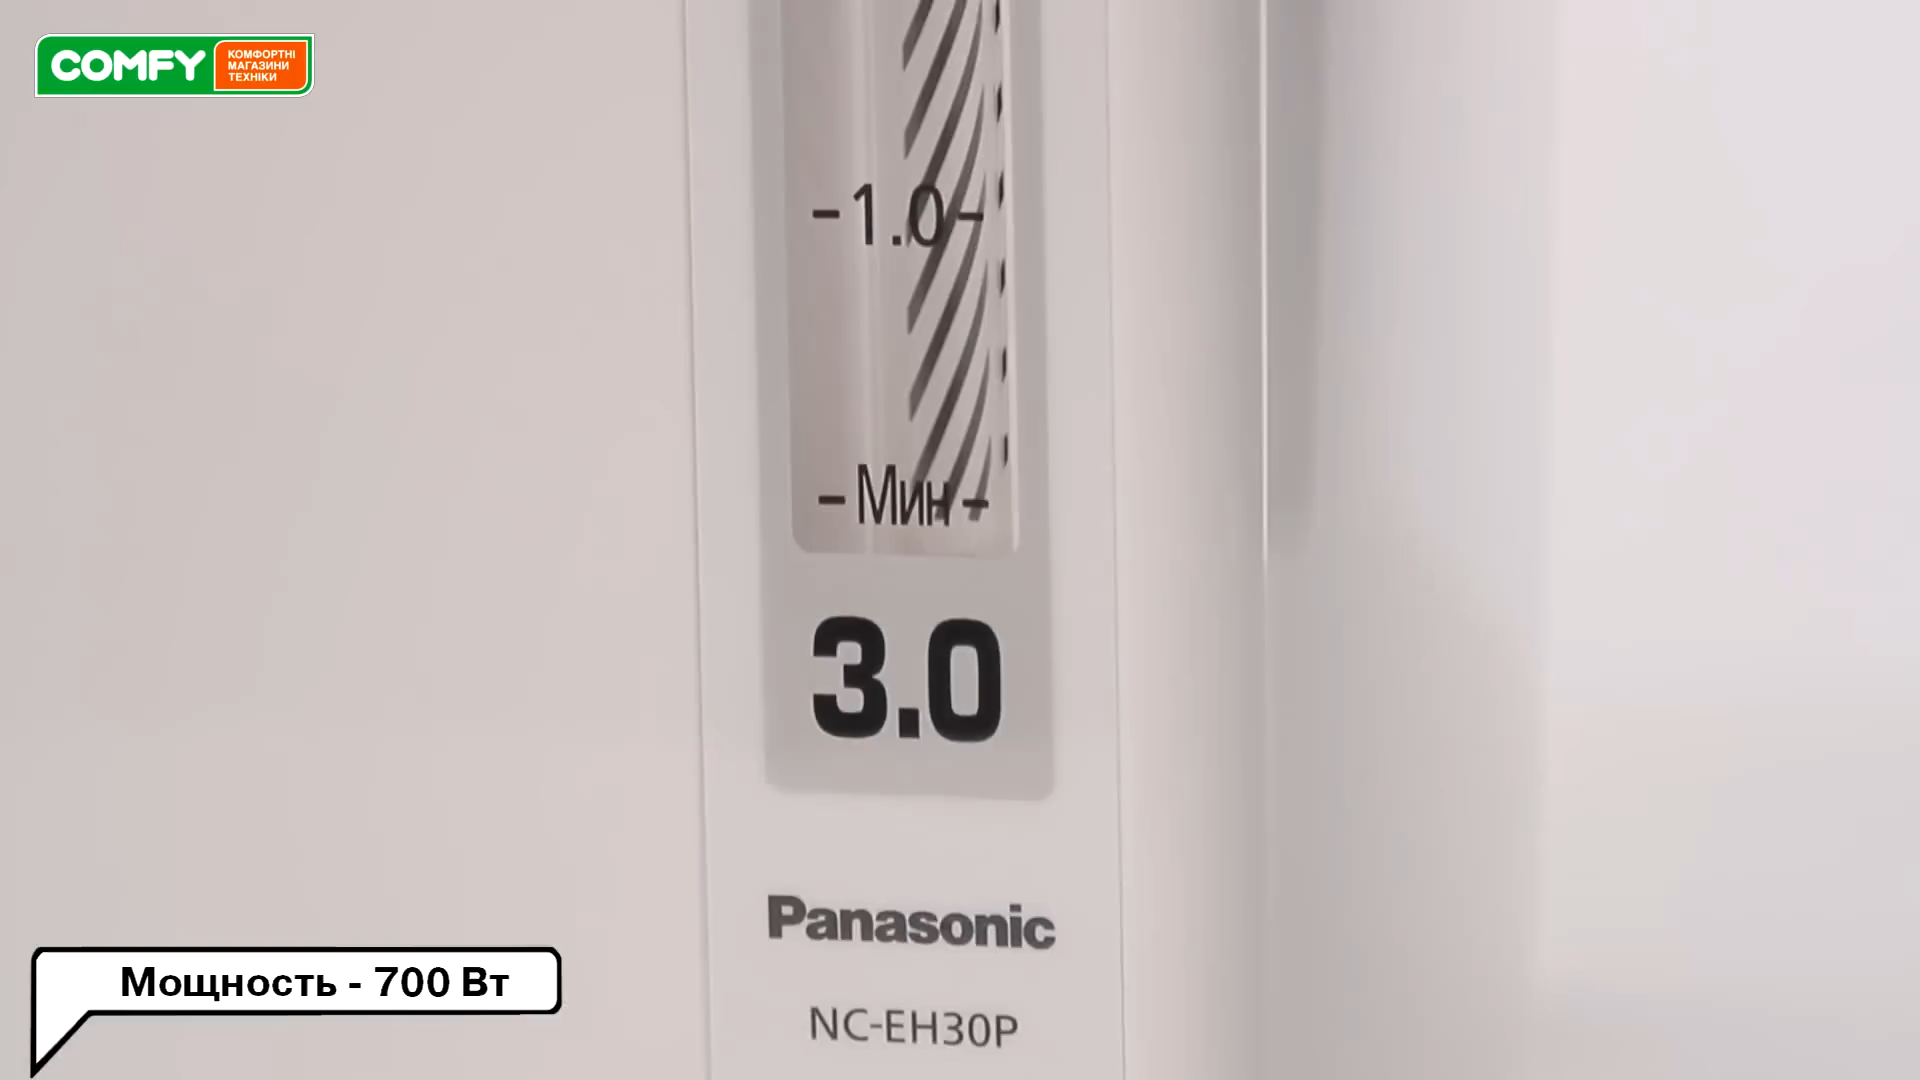 COMFY
КОМФОРТНІ
МАГАЗИНИ
ТЕХНІКИ
-1.0-
-Мин-
3.0
Panasonic
NC-EH30P
Мощность - 700 Вт